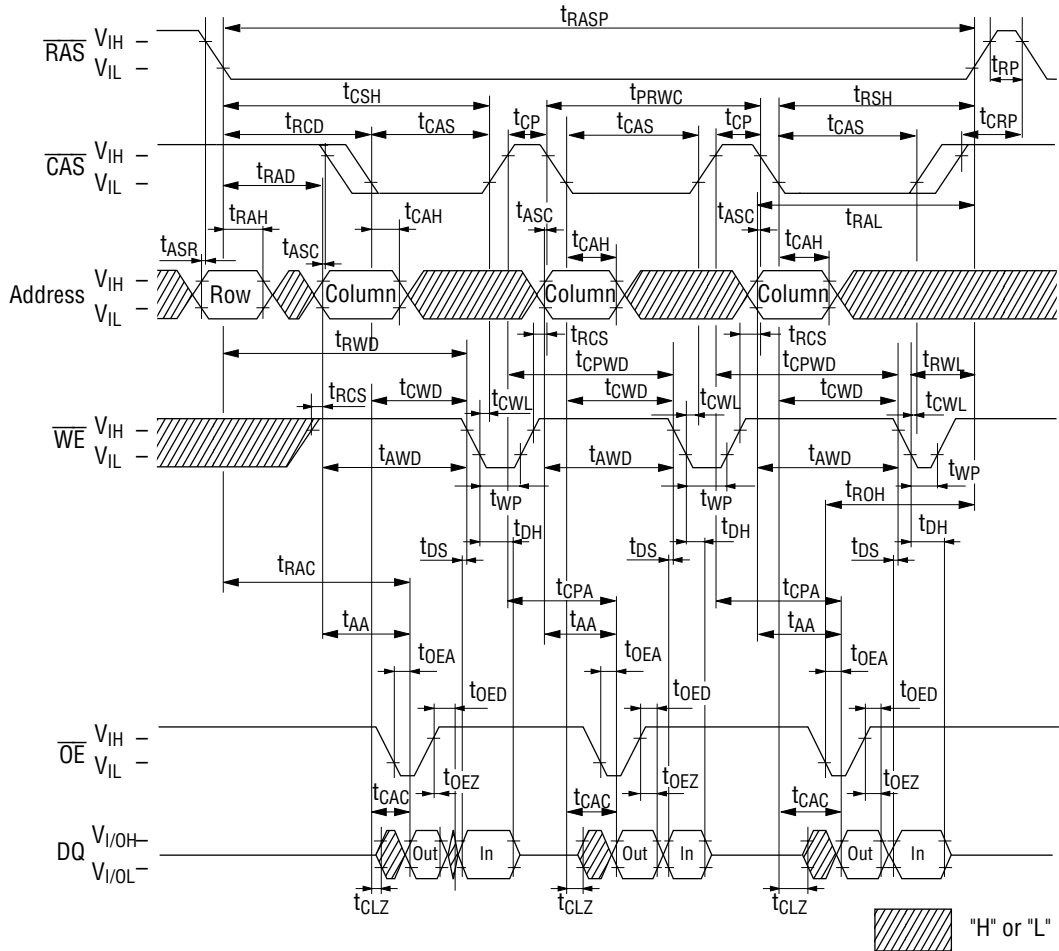 tRASP
RAS VIH
VIL
tRP
tCSH tPRWC tRSH
tRCD tCAS tCP tCAS tCP tCAS tCRP
CAS VIH
VIL
tRAD
tRAH tCAH tASC tASC tRAL
tASR tASC tCAH tCAH
Address VIH
VIL
Row Column Column Column
tRWD tRCS tRCS
tCPWD tCPWD tRWL
tRCS tCWD tCWL tCWD tCWL tCWD tCWL
WE VIH
VIL
tAWD tAWD tAWD
tWP tWP tWP
tROH
tDH tDH tDH
tDS tDS tDS
tRAC
tCPA tCPA
tAA tAA tAA
tOEA tOEA tOEA
tOED tOED tOED
OE VIH
VIL
tOEZ tOEZ tOEZ
tCAC tCAC tCAC
DQ VI/OH
VI/OL
Out In Out In Out In
tCLZ tCLZ tCLZ
"H" or "L"